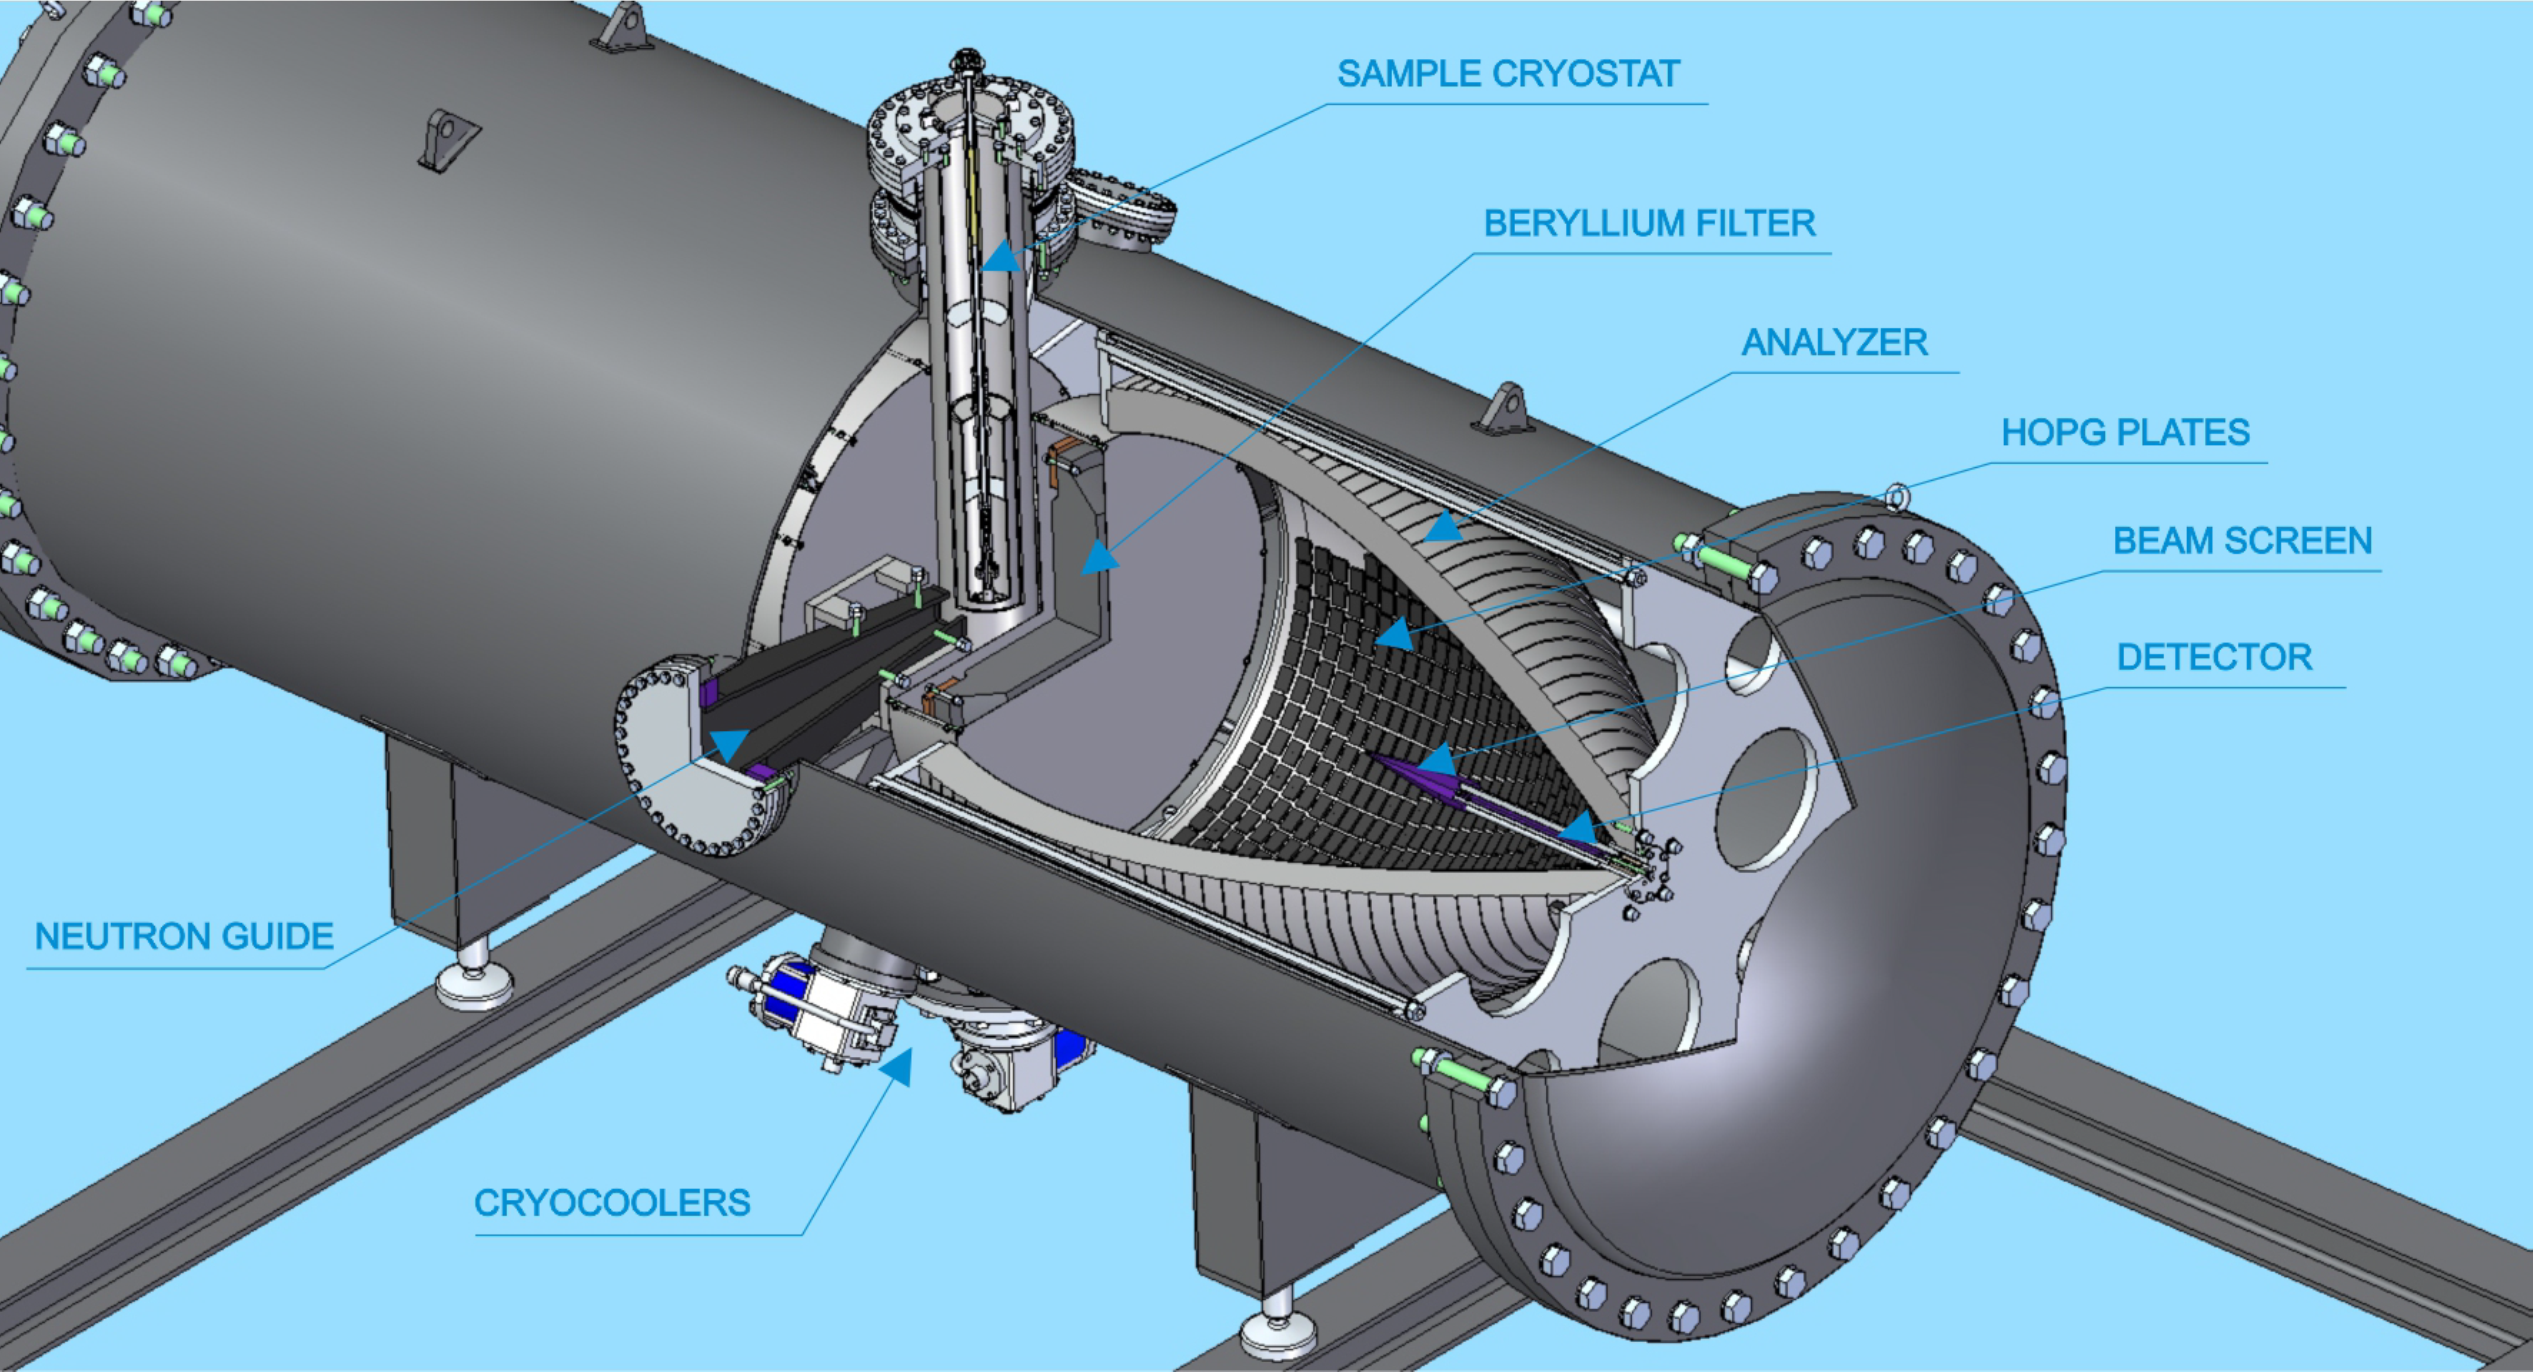 SAMPLE CRYOSTAT
BERYLLIUM FILTER
ANALYZER
HOPG PLATES
BEAM SCREEN
DETECTOR
NEUTRON GUIDE
CRYOCOOLERS